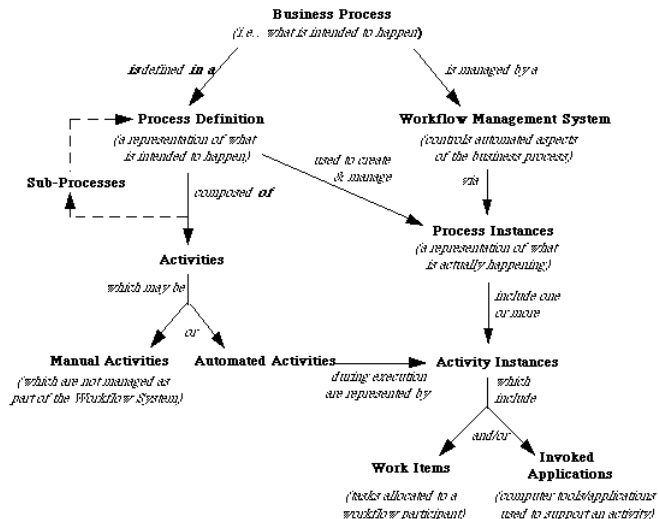 Business Process
(i.e.. what is intended to happen)
is defined in a
is managed by a
Process Definition
(a representation of what
is intended to happen)
Workflow Management System
(controls automated aspects
of the business process)
used to create
& manage
Sub-Processes
composed of
via
Process Instances
(a representation of what
is actually happening)
Activities
which may be
include one
or more
or
Manual Activities
(which are not managed as
part of the Workflow System)
Automated Activities
during execution
are represented by
Activity Instances
which
include
and/or
Work Items
(tasks allocated to a
workflow participant)
Invoked
Applications
(computer tools/applications
used to support an activity)